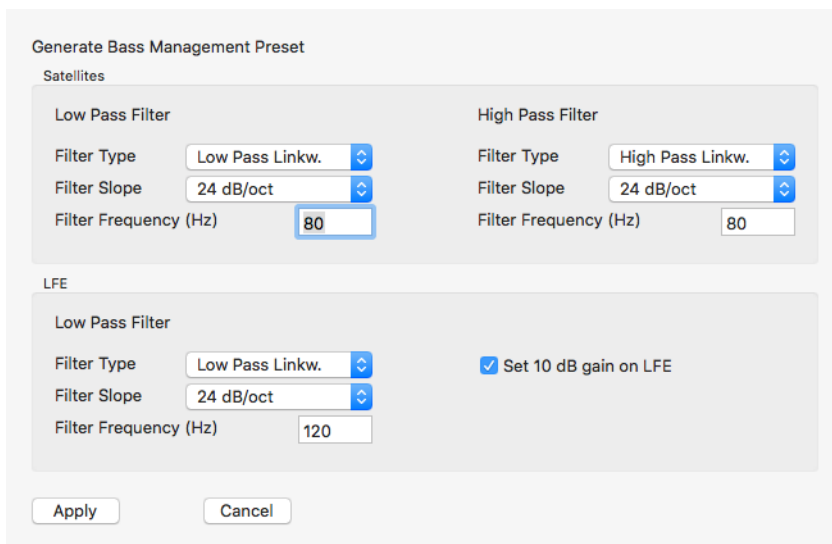 Generate Bass Management Preset
Satellites
Low Pass Filter
High Pass Filter
Filter Type Low Pass Linkw.
Filter Type High Pass Linkw.
Filter Slope 24 dB/oct
Filter Slope 24 dB/oct
Filter Frequency (Hz) 80
Filter Frequency (Hz) 80
LFE
Low Pass Filter
Filter Type Low Pass Linkw.
Set 10 dB gain on LFE
Filter Slope 24 dB/oct
Filter Frequency (Hz) 120
Apply
Cancel